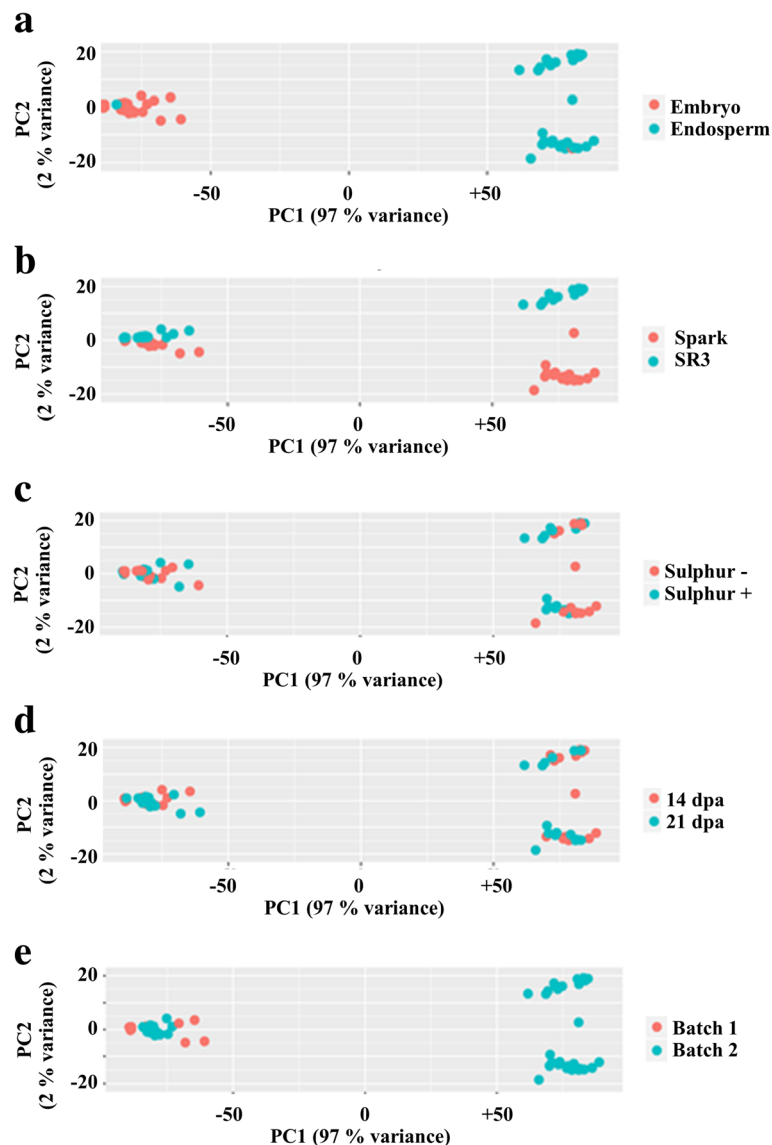 a
20
0
-20
PC2
(2 % variance)
-50
0
+50
PC1 (97 % variance)
Embryo
Endosperm
b
20
0
-20
PC2
(2 % variance)
-50
0
+50
PC1 (97 % variance)
Spark
SR3
c
20
0
-20
PC2
(2 % variance)
-50
0
+50
PC1 (97 % variance)
Sulphur -
Sulphur +
d
20
0
-20
PC2
(2 % variance)
-50
0
+50
PC1 (97 % variance)
14 dpa
21 dpa
e
20
0
-20
PC2
(2 % variance)
-50
0
+50
PC1 (97 % variance)
Batch 1
Batch 2